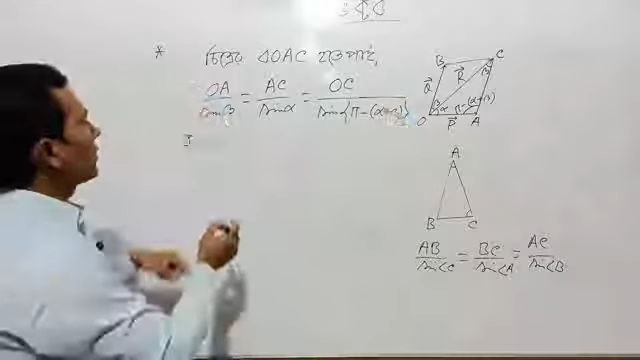 * চিত্রের ΔOAC হতে পাই,
OA/sinβ = AC/sinα = OC/sin{π-(α+β)}
B C
Q R β
β α π-(α+β)
O P A
A
B C
AB/sin∠C = BC/sin∠A = AC/sin∠B